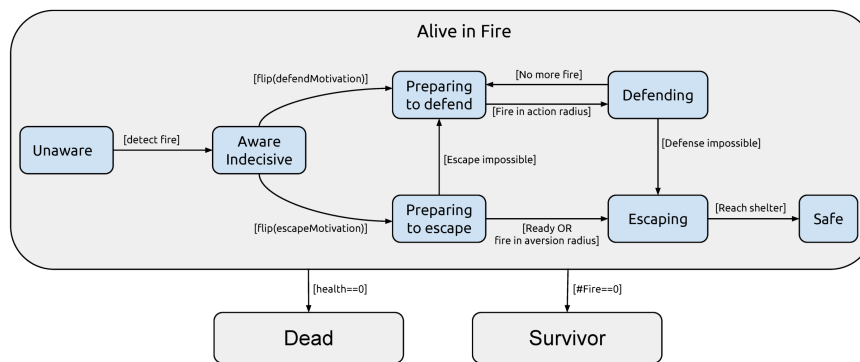 Alive in Fire
[flip(defendMotivation)]
Preparing
to defend
[No more fire]
[Fire in action radius]
Defending
Unaware
[detect fire]
Aware
Indecisive
[Escape impossible]
[Defense impossible]
[flip(escapeMotivation)]
Preparing
to escape
[Ready OR
fire in aversion radius]
Escaping
[Reach shelter]
Safe
[health==0]
[#Fire==0]
Dead
Survivor